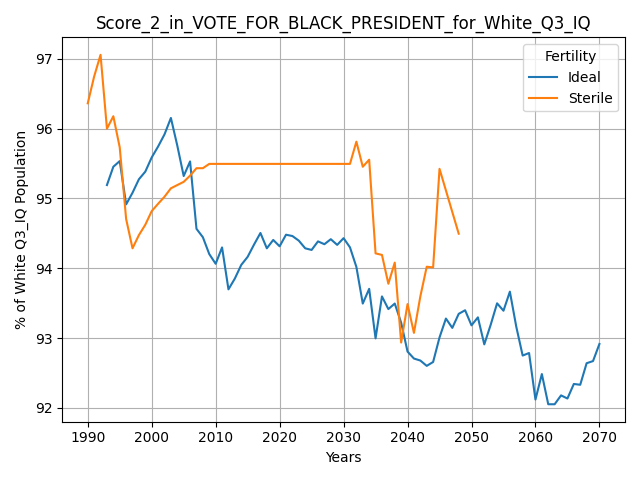 Score_2_in_VOTE_FOR_BLACK_PRESIDENT_for_White_Q3_IQ
Fertility
Ideal
Sterile
% of White Q3_IQ Population
97
96
95
94
93
92
1990 2000 2010 2020 2030 2040 2050 2060 2070
Years